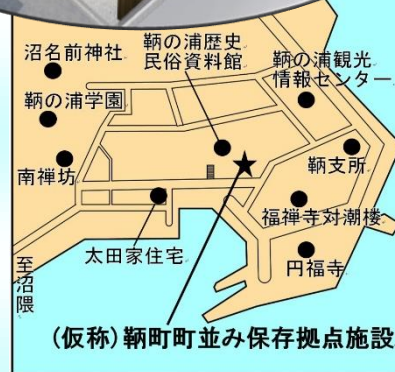 沼名前神社
鞆の浦歴史
民俗資料館
鞆の浦観光
情報センター
鞆の浦学園
南禅坊
鞆支所
福禅寺対潮楼
太田家住宅
円福寺
至沼隈
(仮称)鞆町町並み保存拠点施設